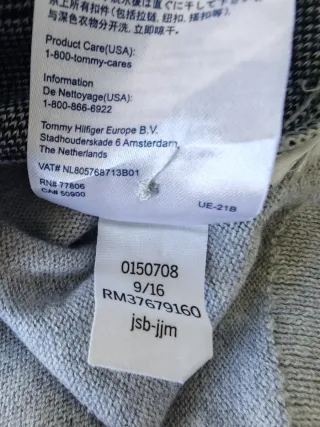 与深色衣物分开洗,立即晾干。
Product Care(USA):
1-800-tommy-cares
Information
De Nettoyage(USA):
1-800-866-6922
Tommy Hilfiger Europe B.V.
Stadhouderskade 6 Amsterdam,
The Netherlands
VAT# NL805768713B01
RN# 77806
CA# 50900
UE-21B
0150708
9/16
RM37679160
jsb-jjm